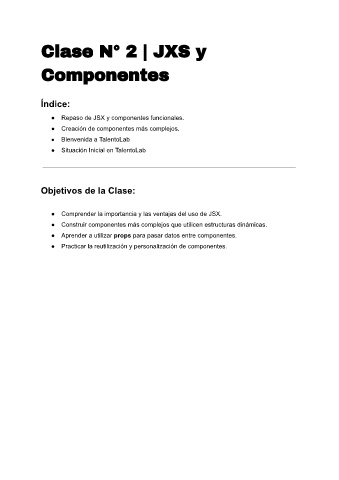 Clase N° 2 | JXS y
Componentes
Índice:
● Repaso de JSX y componentes funcionales.
● Creación de componentes más complejos.
● Bienvenida a TalentoLab
● Situación Inicial en TalentoLab
Objetivos de la Clase:
● Comprender la importancia y las ventajas del uso de JSX.
● Construir componentes más complejos que utilicen estructuras dinámicas.
● Aprender a utilizar props para pasar datos entre componentes.
● Practicar la reutilización y personalización de componentes.